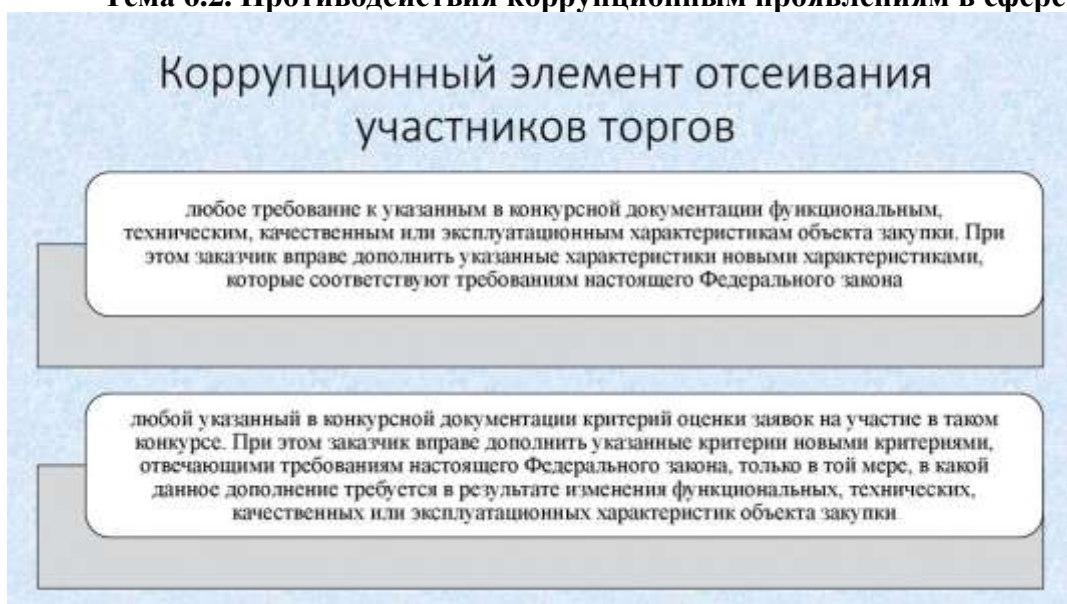 Тема 6.2. Противодействия коррупционным проявлениям в сфере
Коррупционный элемент отсеивания
участников торгов
любое требование к указанным в конкурсной документации функциональным,
техническим, качественным или эксплуатационным характеристикам объекта закупки. При
этом заказчик вправе дополнить указанные характеристики новыми характеристиками,
которые соответствуют требованиям настоящего Федерального закона
любой указанный в конкурсной документации критерий оценки заявок на участие в таком
конкурсе. При этом заказчик вправе дополнить указанные критерии новыми критериями,
отвечающими требованиям настоящего Федерального закона, только в той мере, в какой
данное дополнение требуется в результате изменения функциональных, технических,
качественных или эксплуатационных характеристик объекта закупки